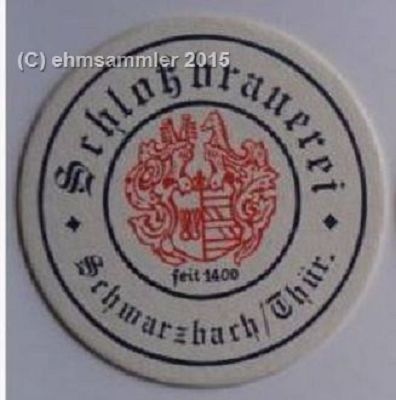 (C) ehmsammler 2015
Schloßbrauerei
seit 1400
Schwarzbach/Thür.